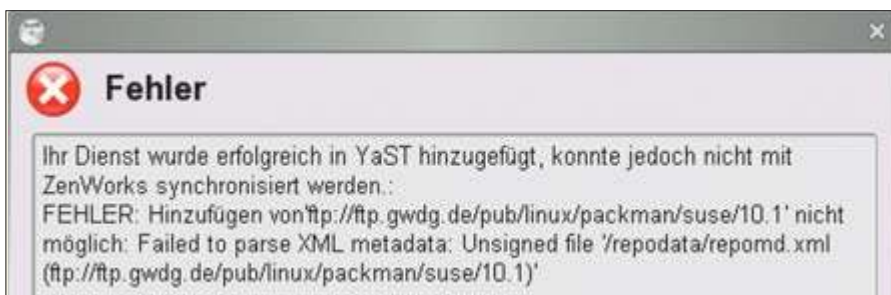 Fehler
Ihr Dienst wurde erfolgreich in YaST hinzugefügt, konnte jedoch nicht mit
ZenWorks synchronisiert werden.:
FEHLER: Hinzufügen von'ftp://ftp.gwdg.de/pub/linux/packman/suse/10.1' nicht
möglich: Failed to parse XML metadata: Unsigned file '/repodata/repomd.xml
(ftp://ftp.gwdg.de/pub/linux/packman/suse/10.1)'